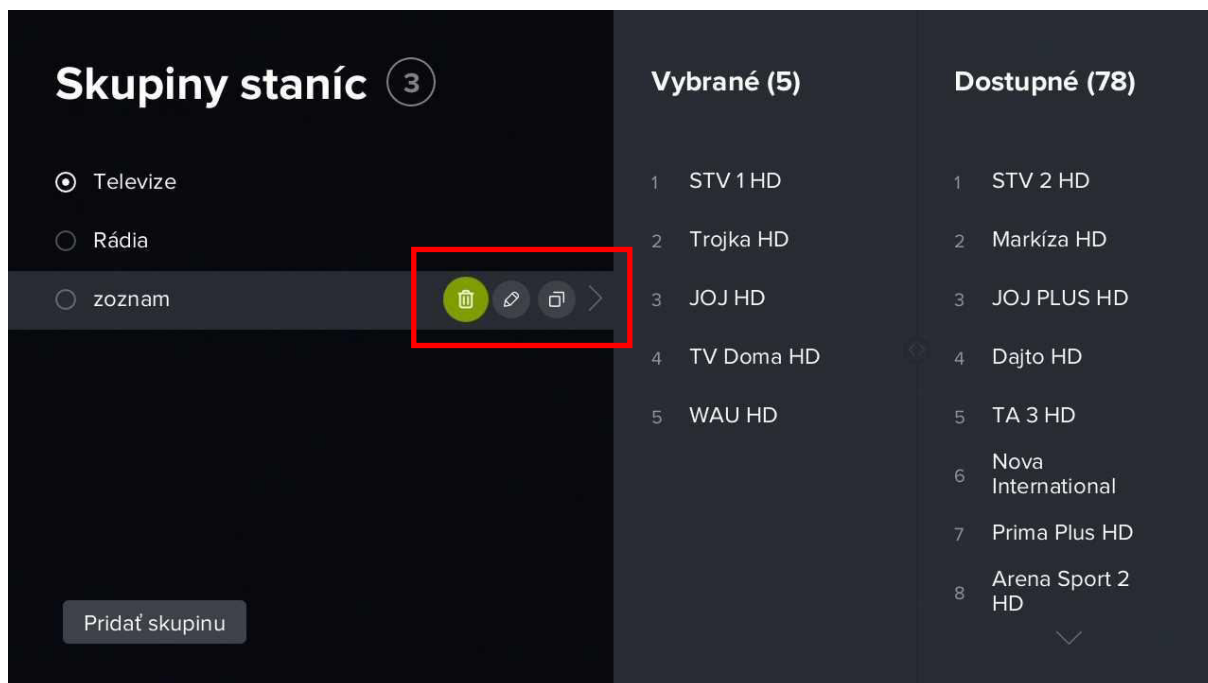 Skupiny staníc 3
Televize
Rádia
zoznam
Pridať skupinu
Vybrané (5)
1 STV 1 HD
2 Trojka HD
3 JOJ HD
4 TV Doma HD
5 WAU HD
Dostupné (78)
1 STV 2 HD
2 Markíza HD
3 JOJ PLUS HD
4 Dajto HD
5 TA 3 HD
6 Nova
International
7 Prima Plus HD
8 Arena Sport 2
HD